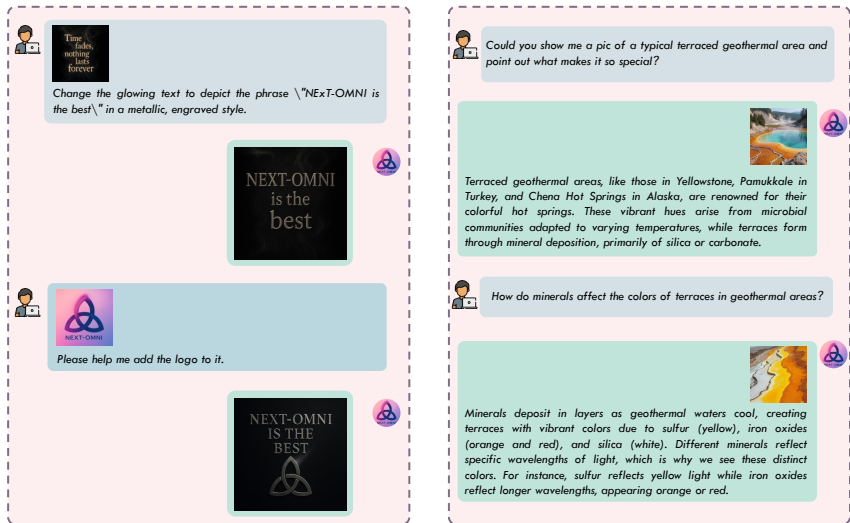 Time
fades,
nothing
lasts
forever
Change the glowing text to depict the phrase \"NExT-OMNI is
the best\" in a metallic, engraved style.
NEXT-OMNI
is the
best
NEXT-OMNI
Please help me add the logo to it.
NEXT-OMNI
IS THE
BEST
Could you show me a pic of a typical terraced geothermal area and
point out what makes it so special?
Terraced geothermal areas, like those in Yellowstone, Pamukkale in
Turkey, and Chena Hot Springs in Alaska, are renowned for their
colorful hot springs. These vibrant hues arise from microbial
communities adapted to varying temperatures, while terraces form
through mineral deposition, primarily of silica or carbonate.
How do minerals affect the colors of terraces in geothermal areas?
Minerals deposit in layers as geothermal waters cool, creating
terraces with vibrant colors due to sulfur (yellow), iron oxides
(orange and red), and silica (white). Different minerals reflect
specific wavelengths of light, which is why we see these distinct
colors. For instance, sulfur reflects yellow light while iron oxides
reflect longer wavelengths, appearing orange or red.